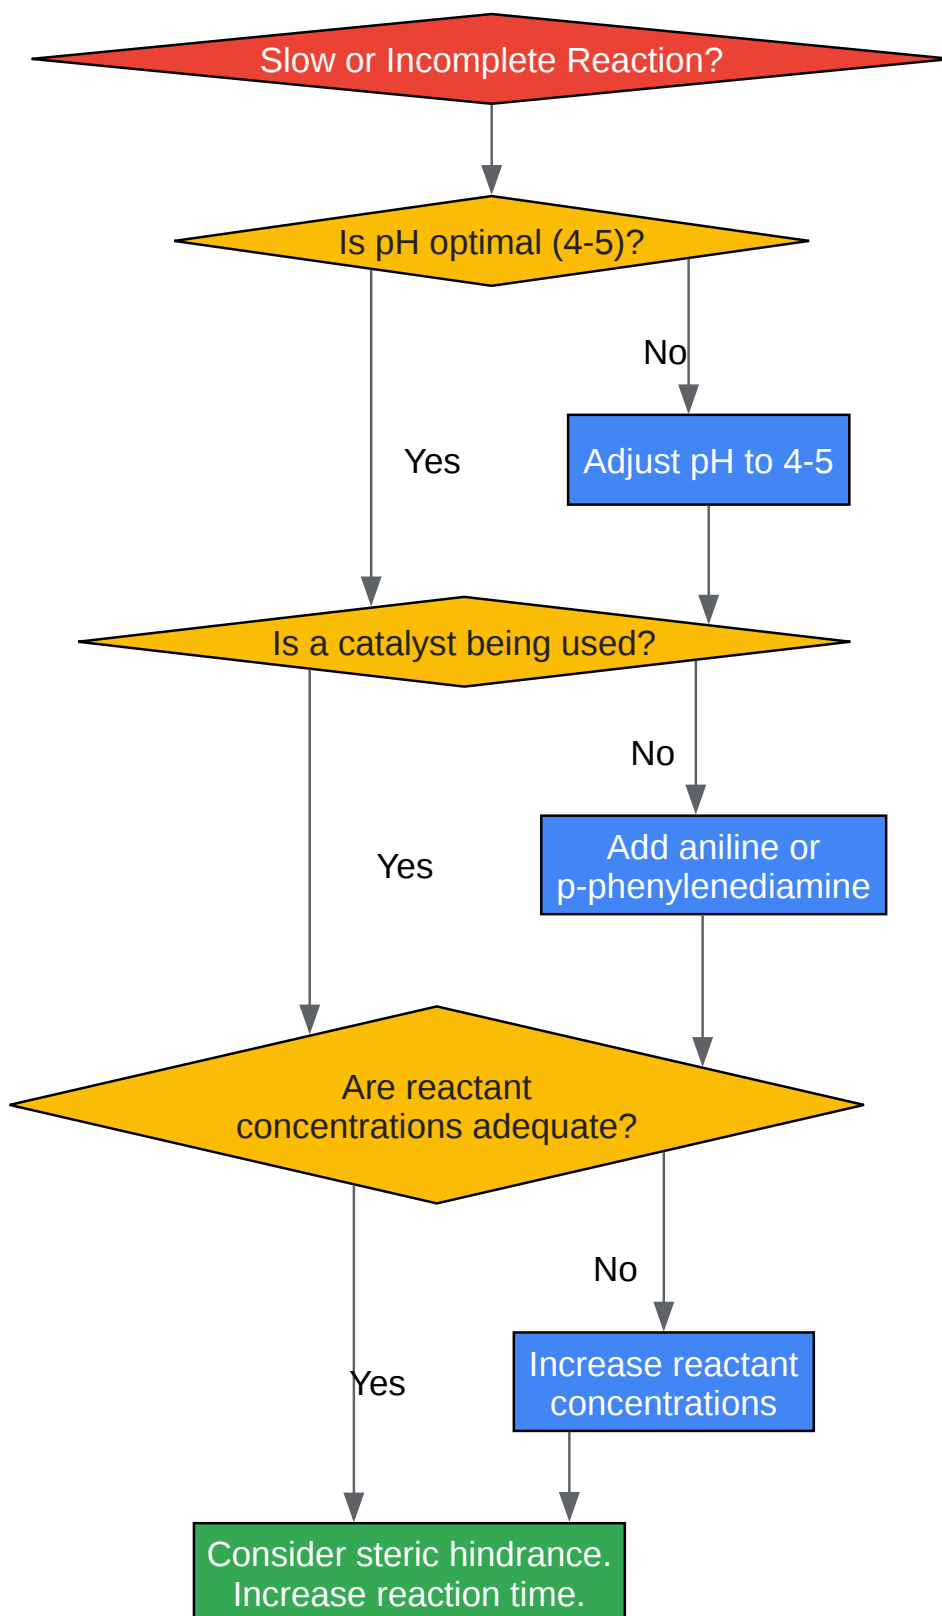 Slow or Incomplete Reaction?
Is pH optimal (4-5)?
No
Yes
Adjust pH to 4-5
Is a catalyst being used?
No
Add aniline or
p-phenylenediamine
Yes
Are reactant
concentrations adequate?
No
Increase reactant
concentrations
Yes
Consider steric hindrance.
Increase reaction time.